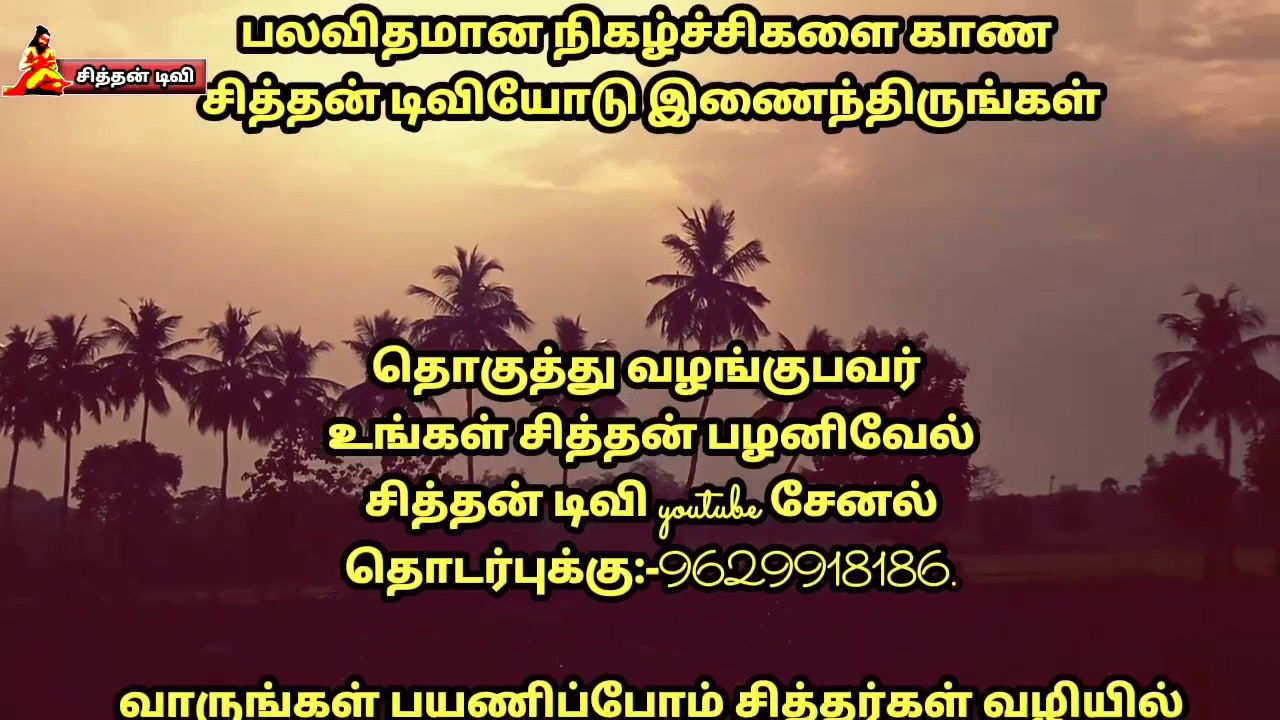 பலவிதமான நிகழ்ச்சிகளை காண
சித்தன் டிவி
சித்தன் டிவியோடு இணைந்திருங்கள்
தொகுத்து வழங்குபவர்
உங்கள் சித்தன் பழனிவேல்
சித்தன் டிவி youtube சேனல்
தொடர்புக்கு:-9629918186.
வாருங்கள் பயணிப்போம் சித்தர்கள் வழியில்